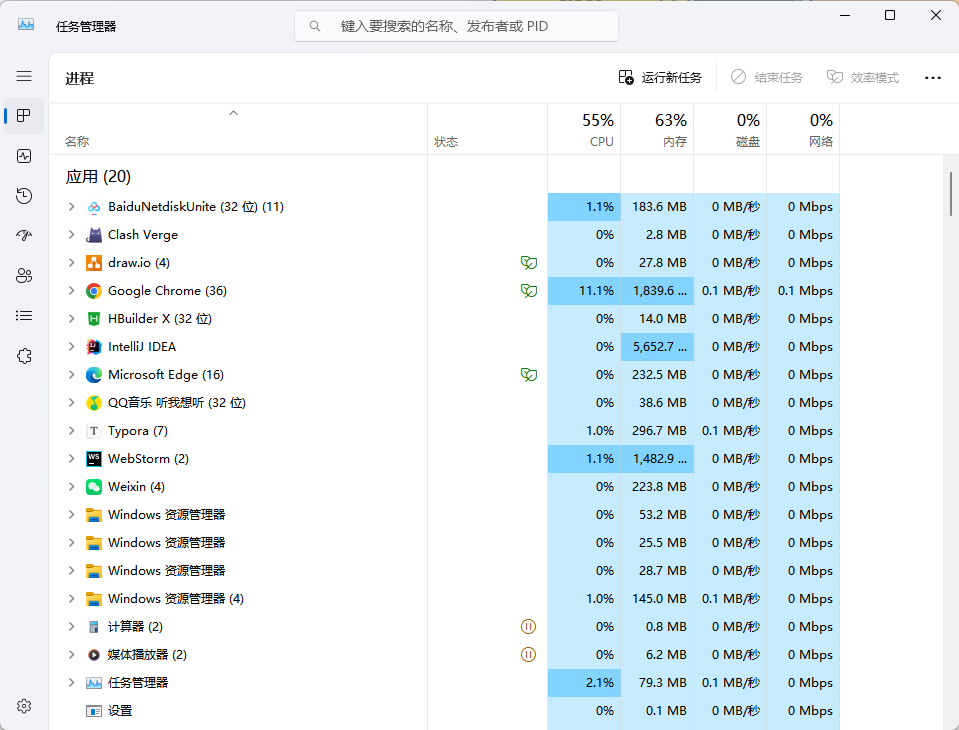 任务管理器
键入要搜索的名称、发布者或 PID
进程
运行新任务 结束任务 效率模式
55% 63% 0% 0%
名称 状态 CPU 内存 磁盘 网络
应用 (20)
BaiduNetdiskUnite (32 位) (11) 1.1% 183.6 MB 0 MB/秒 0 Mbps
Clash Verge 0% 2.8 MB 0 MB/秒 0 Mbps
draw.io (4) 0% 27.8 MB 0 MB/秒 0 Mbps
Google Chrome (36) 11.1% 1,839.6 ... 0.1 MB/秒 0.1 Mbps
HBuilder X (32 位) 0% 14.0 MB 0 MB/秒 0 Mbps
IntelliJ IDEA 0% 5,652.7 ... 0 MB/秒 0 Mbps
Microsoft Edge (16) 0% 232.5 MB 0 MB/秒 0 Mbps
QQ音乐 听我想听 (32 位) 0% 38.6 MB 0 MB/秒 0 Mbps
T Typora (7) 1.0% 296.7 MB 0.1 MB/秒 0 Mbps
WS WebStorm (2) 1.1% 1,482.9 ... 0 MB/秒 0 Mbps
Weixin (4) 0% 223.8 MB 0 MB/秒 0 Mbps
Windows 资源管理器 0% 53.2 MB 0 MB/秒 0 Mbps
Windows 资源管理器 0% 25.5 MB 0 MB/秒 0 Mbps
Windows 资源管理器 0% 28.7 MB 0 MB/秒 0 Mbps
Windows 资源管理器 (4) 1.0% 145.0 MB 0.1 MB/秒 0 Mbps
计算器 (2) 0% 0.8 MB 0 MB/秒 0 Mbps
媒体播放器 (2) 0% 6.2 MB 0 MB/秒 0 Mbps
任务管理器 2.1% 79.3 MB 0.1 MB/秒 0 Mbps
设置 0% 0.1 MB 0 MB/秒 0 Mbps